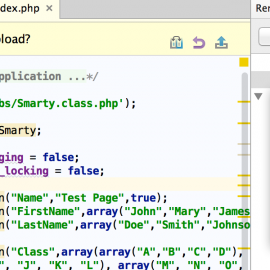 dex.php ×
Re
load?
pplication ...*/
bs/Smarty.class.php');
Smarty;
ging = false;
_locking = false;
n("Name","Test Page",true);
n("FirstName",array("John","Mary","James
n("LastName",array("Doe","Smith","Johnso
n("Class",array(array("A","B","C","D"),
", "J", "K", "L"), array("M", "N", "O",